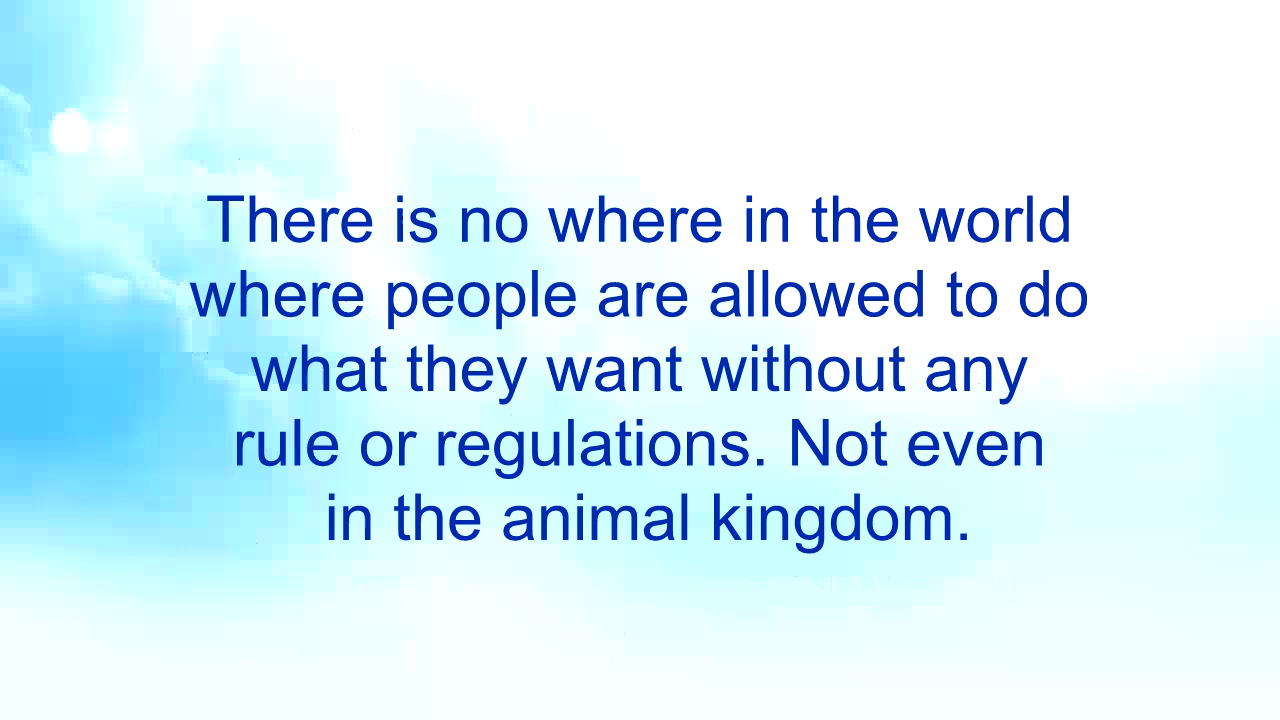 There is no where in the world
where people are allowed to do
what they want without any
rule or regulations. Not even
in the animal kingdom.